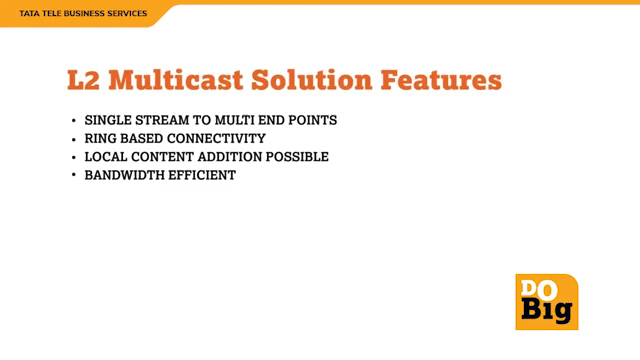 TATA TELE BUSINESS SERVICES
L2 Multicast Solution Features
• SINGLE STREAM TO MULTI END POINTS
• RING BASED CONNECTIVITY
• LOCAL CONTENT ADDITION POSSIBLE
• BANDWIDTH EFFICIENT
DO
BIg